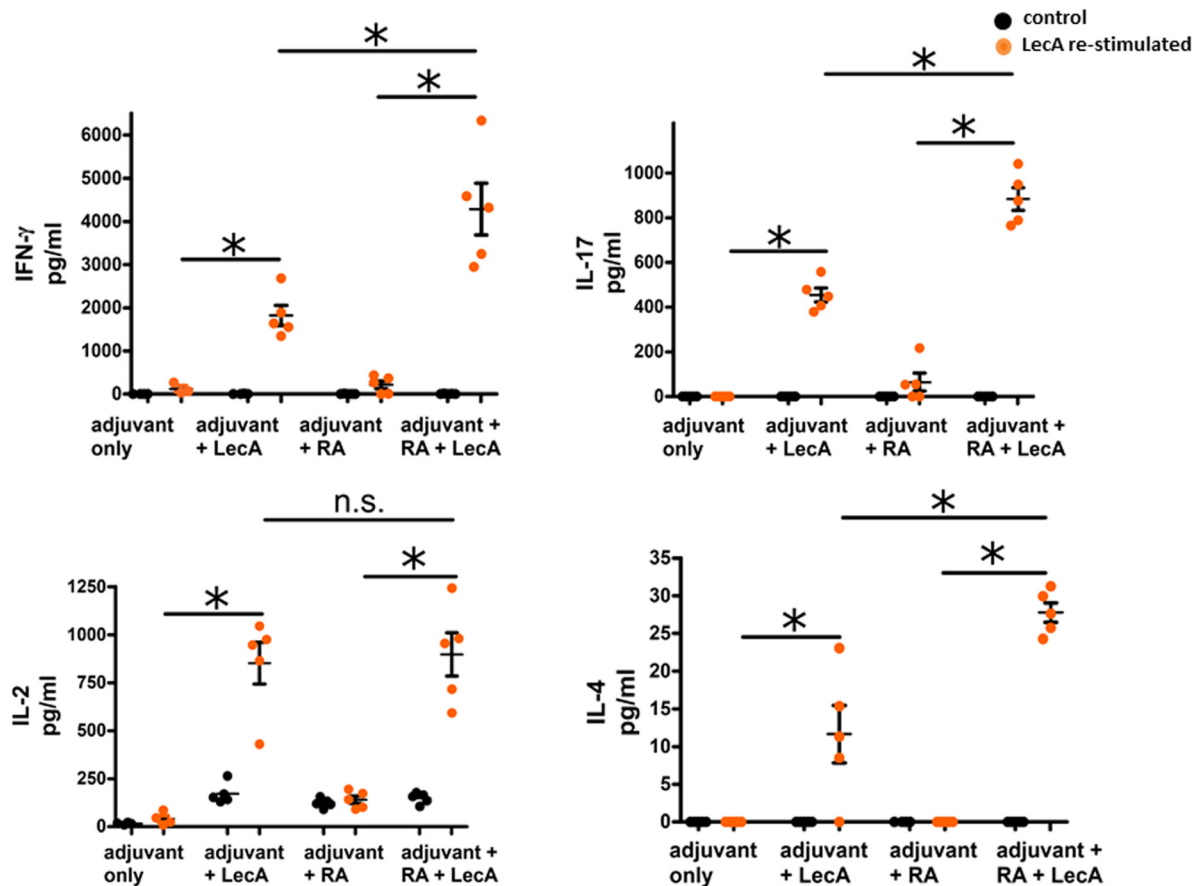 control
LecA re-stimulated
*
*
*
IFN-γ
pg/ml
6000
5000
4000
3000
2000
1000
0
adjuvant only
adjuvant + LecA
adjuvant + RA
adjuvant + RA + LecA
*
*
*
IL-17
pg/ml
1000
800
600
400
200
0
adjuvant only
adjuvant + LecA
adjuvant + RA
adjuvant + RA + LecA
n.s.
*
*
IL-2
pg/ml
1250
1000
750
500
250
0
adjuvant only
adjuvant + LecA
adjuvant + RA
adjuvant + RA + LecA
*
*
*
IL-4
pg/ml
35
30
25
20
15
10
5
0
adjuvant only
adjuvant + LecA
adjuvant + RA
adjuvant + RA + LecA